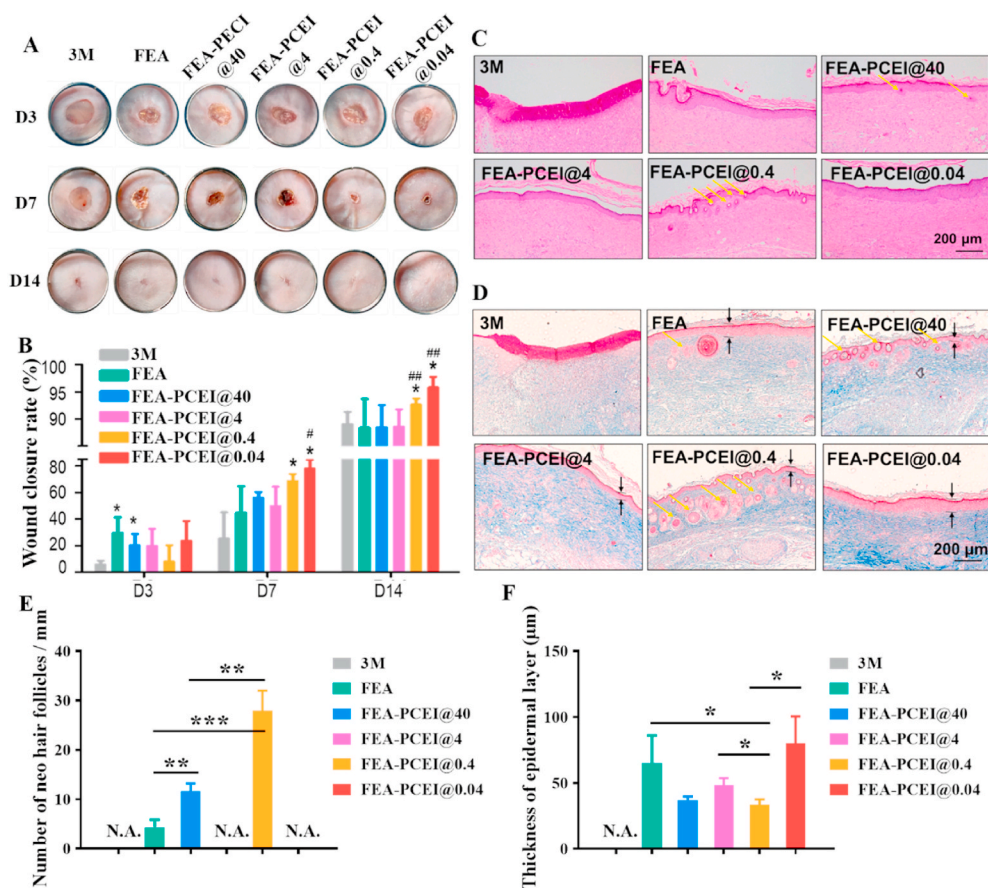 A
3M
FEA
FEA-PECI
@40
FEA-PCEI
@4
FEA-PCEI
@0.4
FEA-PCEI
@0.04
D3
D7
D14
B
Wound closure rate (%)
100
95
90
80
60
40
20
0
3M
FEA
FEA-PCEI@40
FEA-PCEI@4
FEA-PCEI@0.4
FEA-PCEI@0.04
*
*
*
#
*
##
*
##
*
D3
D7
D14
C
3M
FEA
FEA-PCEI@40
FEA-PCEI@4
FEA-PCEI@0.4
FEA-PCEI@0.04
200 μm
D
3M
FEA
FEA-PCEI@40
FEA-PCEI@4
FEA-PCEI@0.4
FEA-PCEI@0.04
200 μm
E
Number of neo hair follicles / mm
40
30
20
10
0
**
***
**
N.A.
N.A.
N.A.
3M
FEA
FEA-PCEI@40
FEA-PCEI@4
FEA-PCEI@0.4
FEA-PCEI@0.04
F
Thickness of epidermal layer (μm)
150
100
50
0
*
*
*
N.A.
3M
FEA
FEA-PCEI@40
FEA-PCEI@4
FEA-PCEI@0.4
FEA-PCEI@0.04